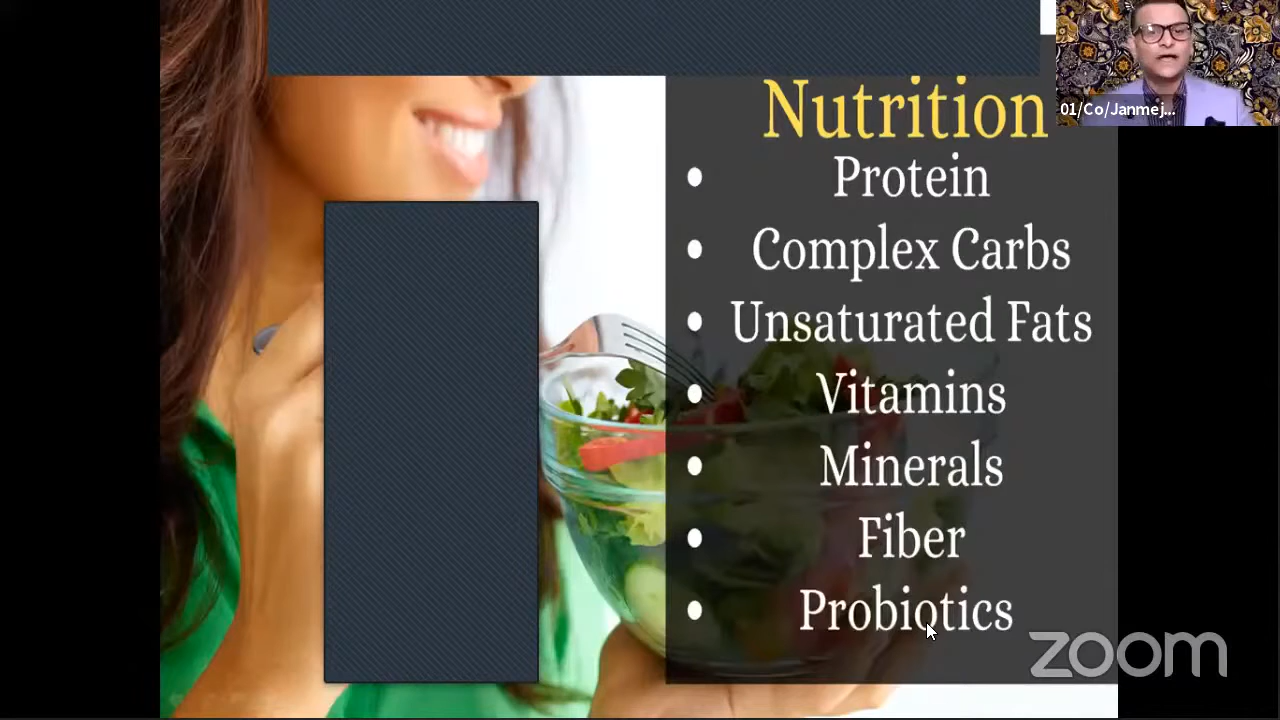 01/Co/Janmej...
Nutrition
• Protein
• Complex Carbs
• Unsaturated Fats
• Vitamins
• Minerals
• Fiber
• Probiotics
zoom